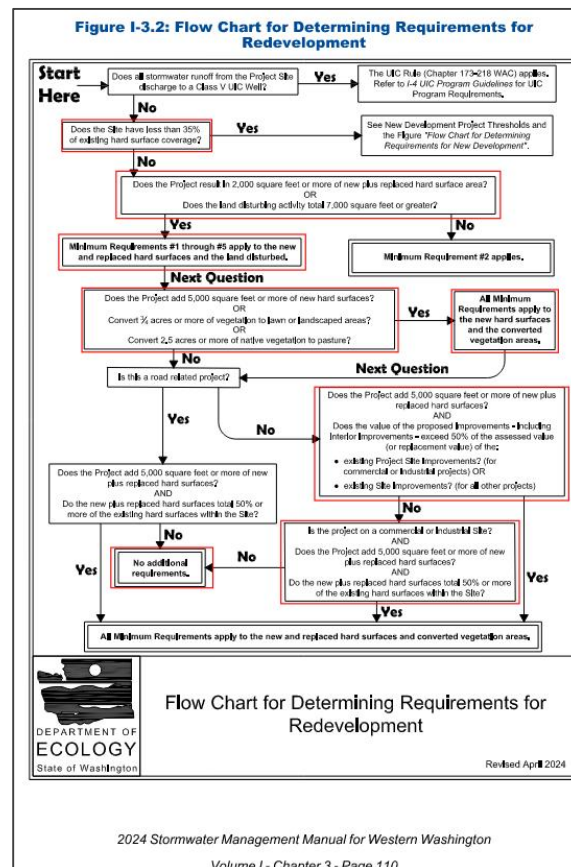 Figure I-3.2: Flow Chart for Determining Requirements for
Redevelopment
Start
Here
Does all stormwater runoff from the Project Site
discharge to a Class V UIC Well?
Yes
The UIC Rule (Chapter 173-218 WAC) applies.
Refer to I-4 UIC Program Guidelines for UIC
Program Requirements.
No
Does the Site have less than 35%
of existing hard surface coverage?
Yes
See New Development Project Thresholds and
the Figure "Flow Chart for Determining
Requirements for New Development".
No
Does the Project result in 2,000 square feet or more of new plus replaced hard surface area?
OR
Does the land disturbing activity total 7,000 square feet or greater?
Yes
No
Minimum Requirements #1 through #5 apply to the new
and replaced hard surfaces and the land disturbed.
Minimum Requirement #2 applies.
Next Question
Does the Project add 5,000 square feet or more of new hard surfaces?
OR
Convert ¾ acres or more of vegetation to lawn or landscaped areas?
OR
Convert 2.5 acres or more of native vegetation to pasture?
Yes
All Minimum
Requirements apply to
the new hard surfaces
and the converted
vegetation areas.
No
Next Question
Is this a road related project?
Yes
No
Does the Project add 5,000 square feet or more of new plus
replaced hard surfaces?
AND
Does the value of the proposed improvements - including
Interior Improvements - exceed 50% of the assessed value
(or replacement value) of the:
• existing Project Site Improvements? (for
commercial or industrial projects) OR
• existing Site Improvements? (for all other projects)
Does the Project add 5,000 square feet or more of new
plus replaced hard surfaces?
AND
Do the new plus replaced hard surfaces total 50% or
more of the existing hard surfaces within the Site?
No
No
Is the project on a commercial or Industrial Site?
AND
Does the Project add 5,000 square feet or more of new
plus replaced hard surfaces?
AND
Do the new plus replaced hard surfaces total 50% or more
of the existing hard surfaces within the Site?
No
No additional
requirements.
Yes
Yes
Yes
All Minimum Requirements apply to the new and replaced hard surfaces and converted vegetation areas.
DEPARTMENT OF
ECOLOGY
State of Washington
Flow Chart for Determining Requirements for
Redevelopment
Revised April 2024
2024 Stormwater Management Manual for Western Washington
Volume I - Chapter 3 - Page 110